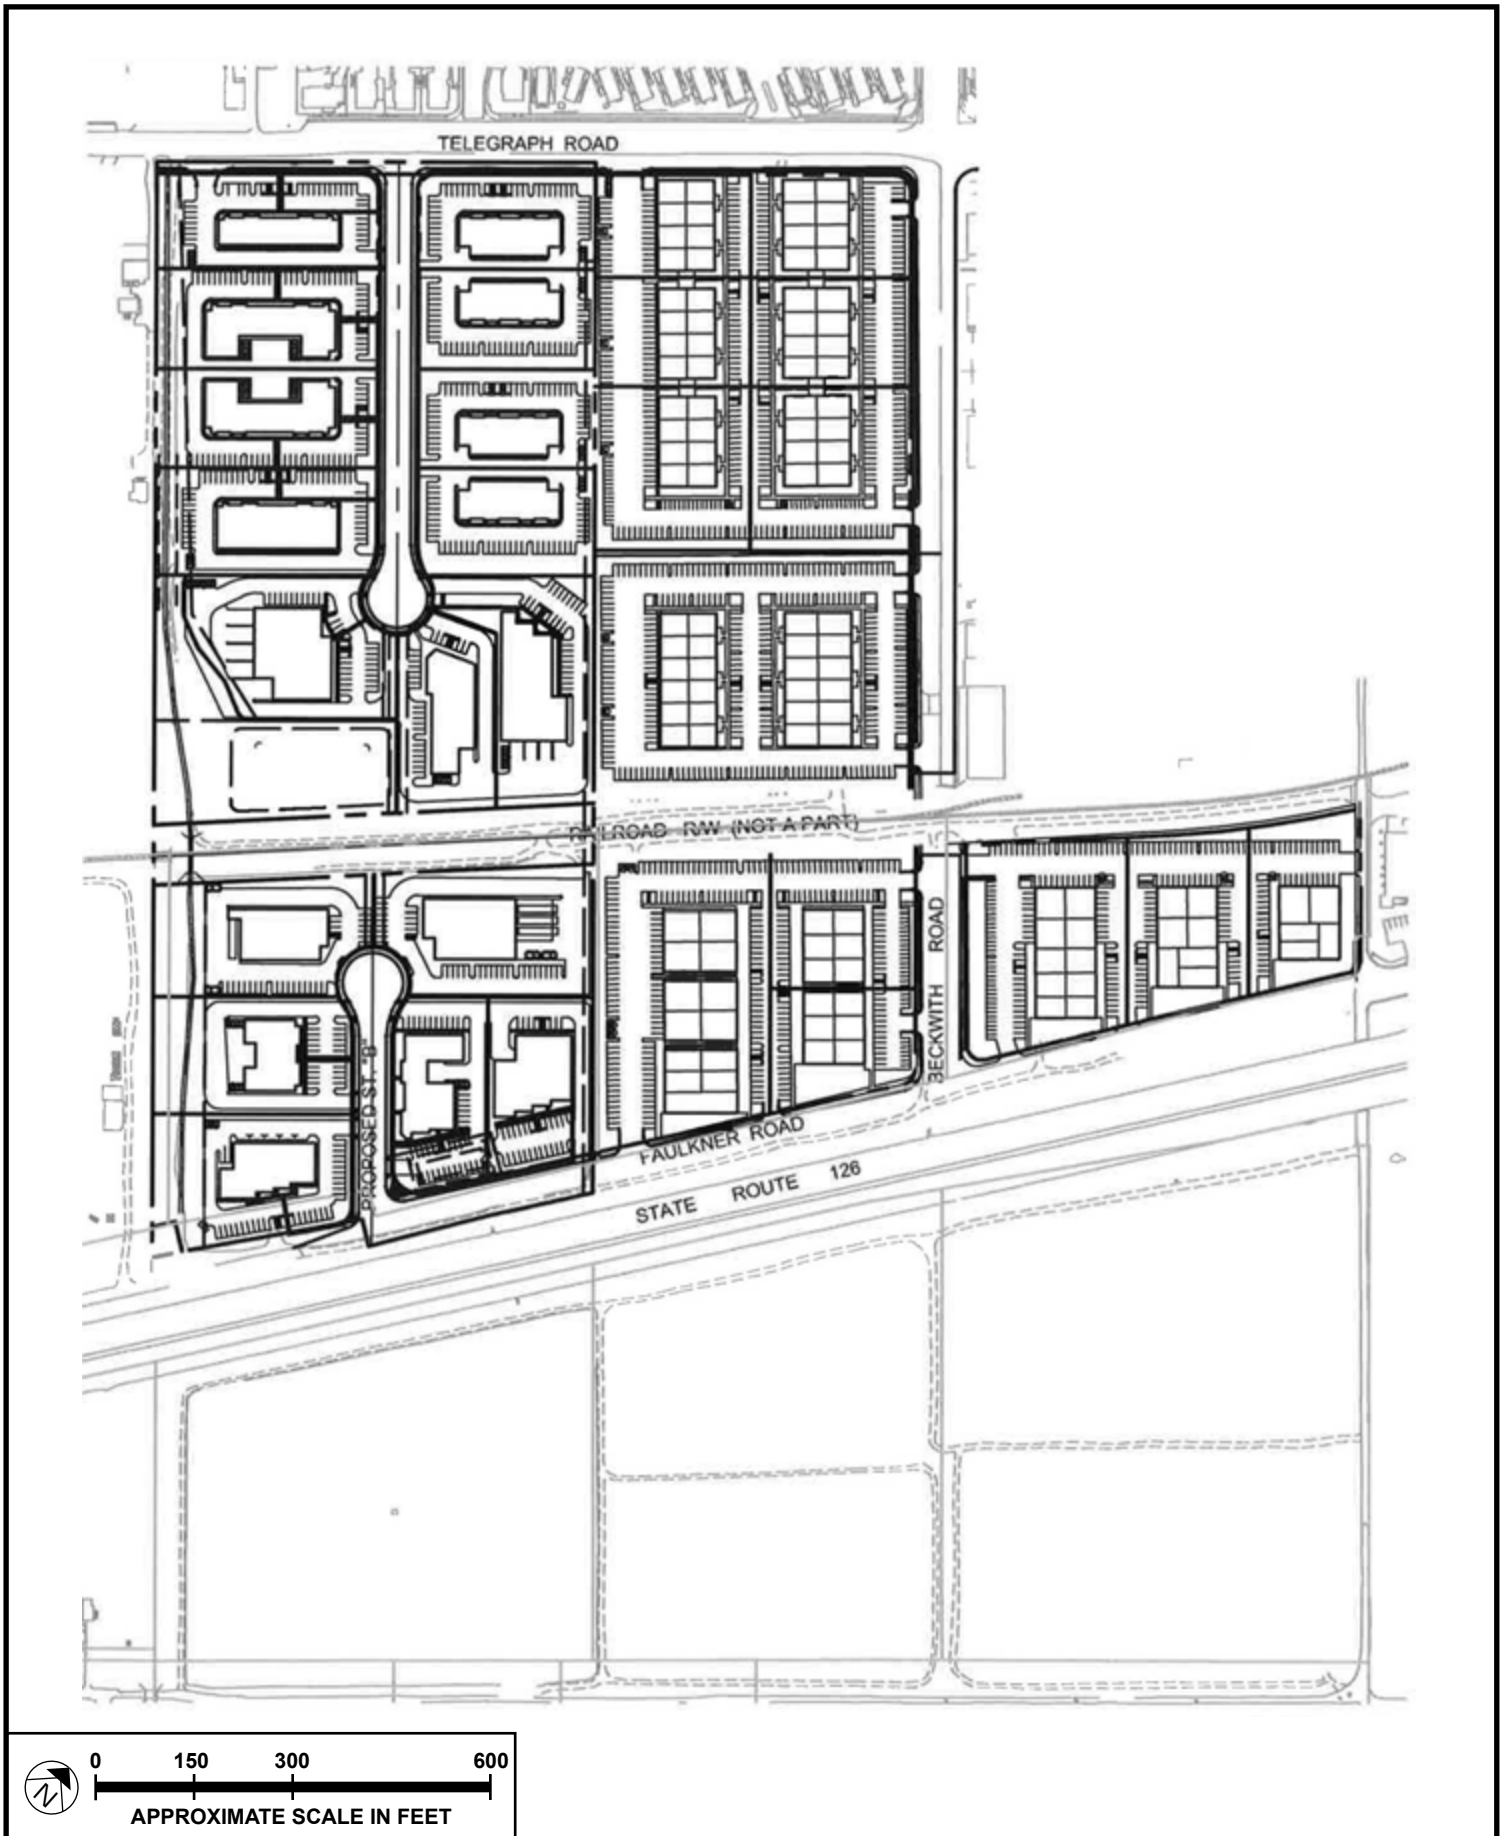 TELEGRAPH ROAD
RAILROAD R/W (NOT A PART)
BECKWITH ROAD
PROPOSED ST. "B"
FAULKNER ROAD
STATE ROUTE 126
N
0 150 300 600
APPROXIMATE SCALE IN FEET